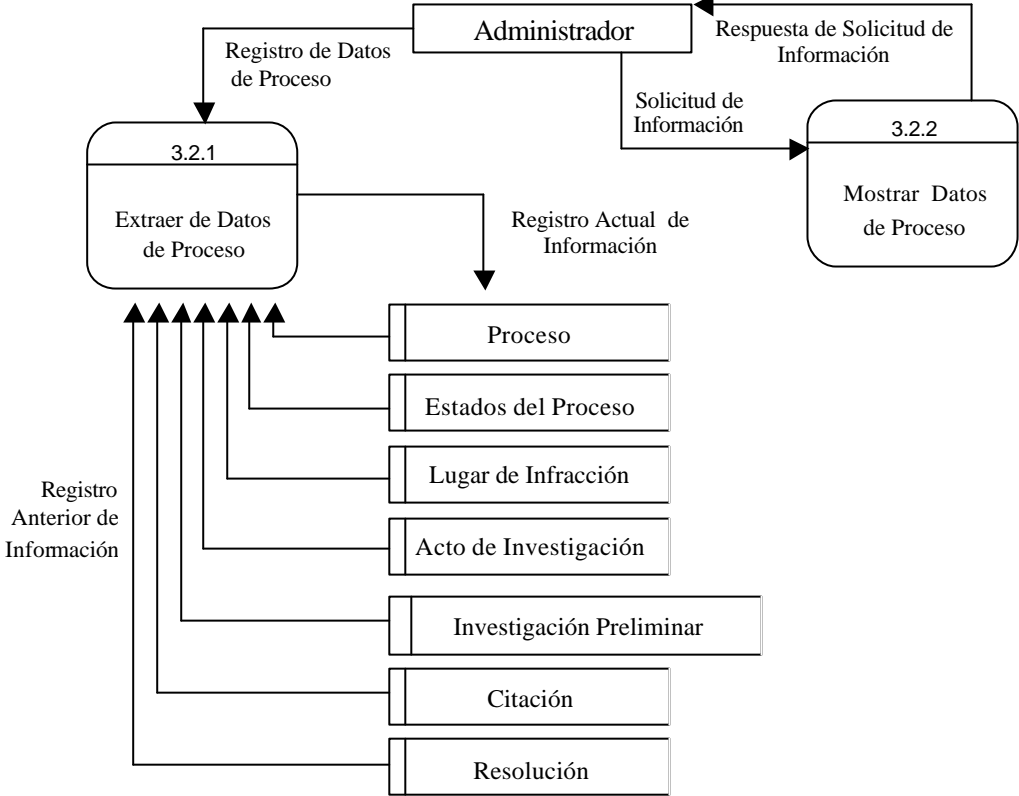 Administrador
Respuesta de Solicitud de
Información
Registro de Datos
de Proceso
Solicitud de
Información
3.2.1
Extraer de Datos
de Proceso
3.2.2
Mostrar Datos
de Proceso
Registro Actual de
Información
Proceso
Estados del Proceso
Lugar de Infracción
Registro
Anterior de
Información
Acto de Investigación
Investigación Preliminar
Citación
Resolución